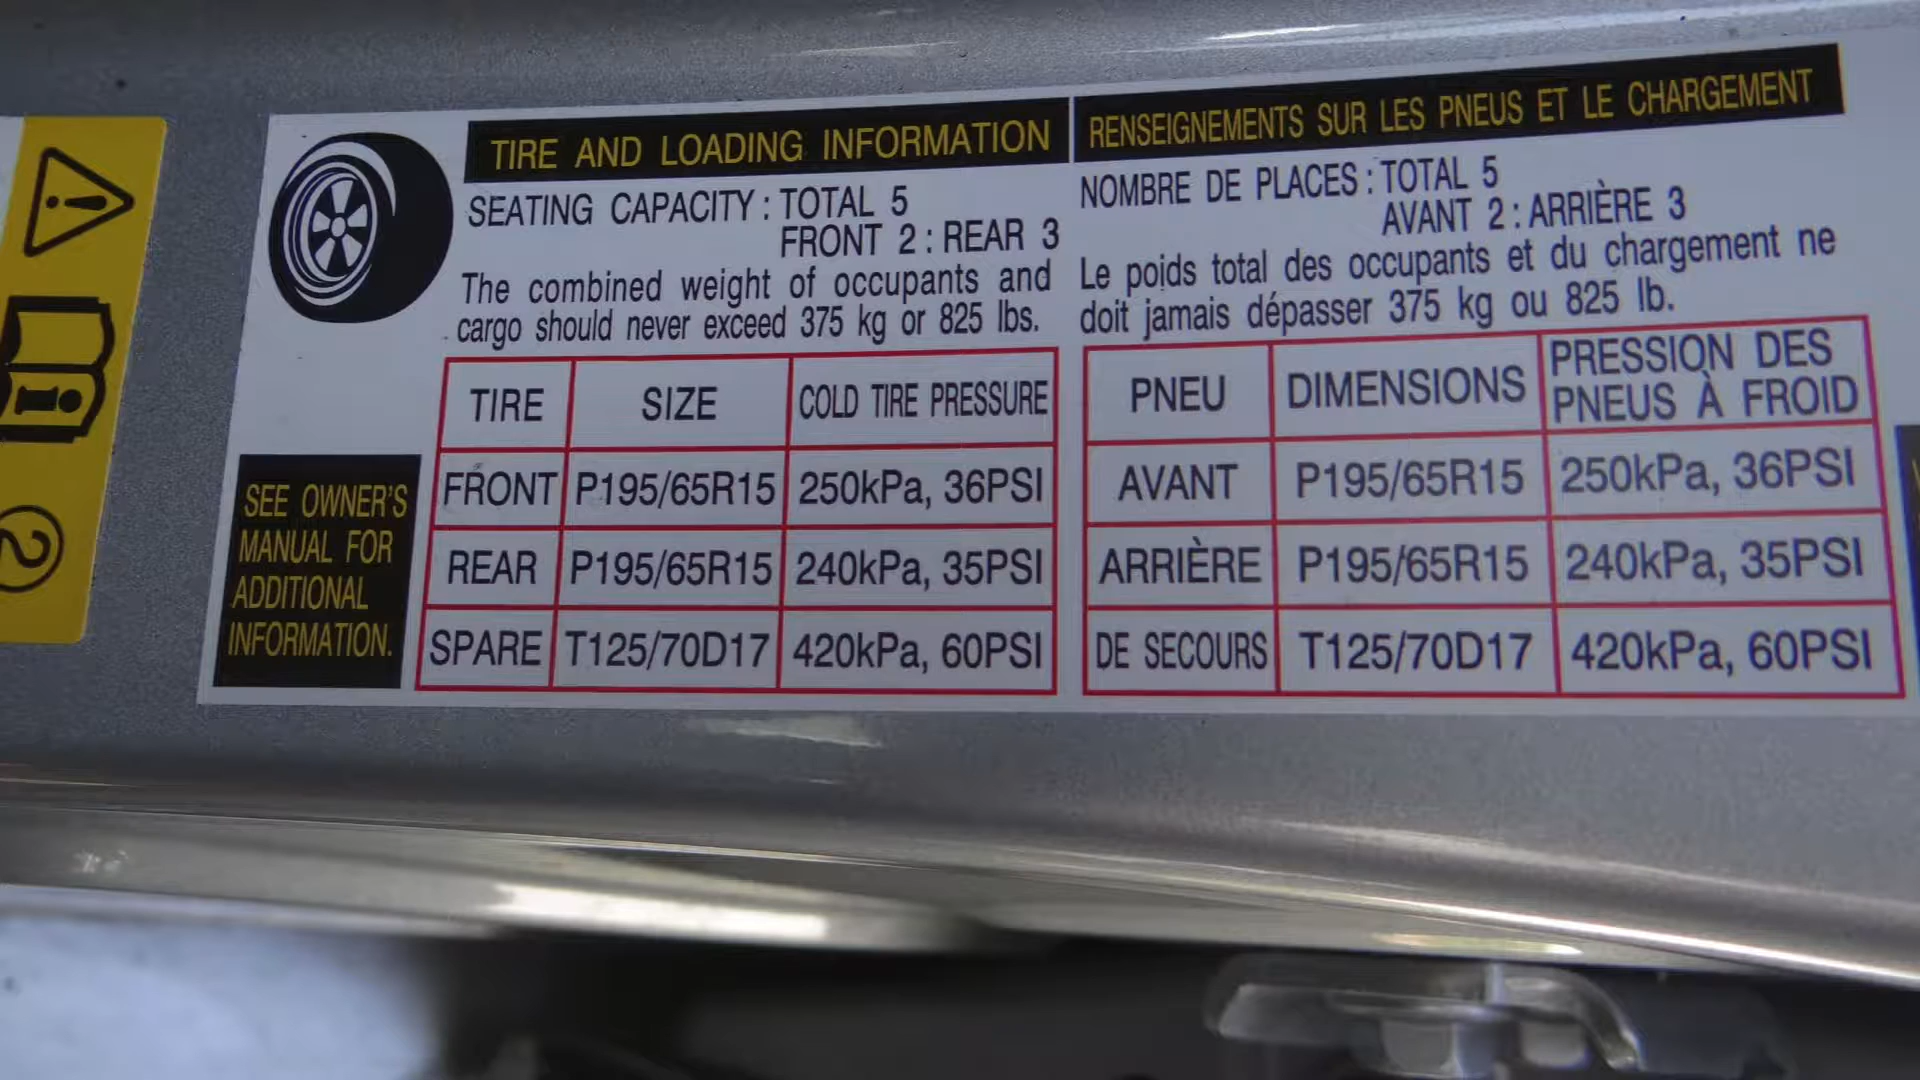 TIRE AND LOADING INFORMATION
SEATING CAPACITY : TOTAL 5
FRONT 2 : REAR 3
The combined weight of occupants and
cargo should never exceed 375 kg or 825 lbs.
TIRE SIZE COLD TIRE PRESSURE
FRONT P195/65R15 250kPa, 36PSI
REAR P195/65R15 240kPa, 35PSI
SPARE T125/70D17 420kPa, 60PSI
SEE OWNER'S
MANUAL FOR
ADDITIONAL
INFORMATION.
RENSEIGNEMENTS SUR LES PNEUS ET LE CHARGEMENT
NOMBRE DE PLACES : TOTAL 5
AVANT 2 : ARRIÈRE 3
Le poids total des occupants et du chargement ne
doit jamais dépasser 375 kg ou 825 lb.
PNEU DIMENSIONS PRESSION DES
PNEUS À FROID
AVANT P195/65R15 250kPa, 36PSI
ARRIÈRE P195/65R15 240kPa, 35PSI
DE SECOURS T125/70D17 420kPa, 60PSI
!
i
2